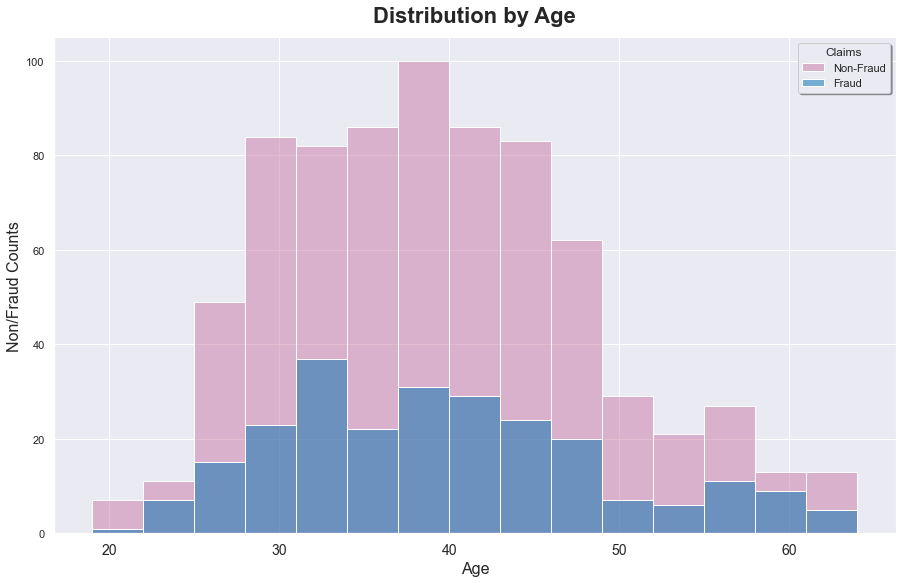 Distribution by Age
Claims
Non-Fraud
Fraud
Non/Fraud Counts
100
80
60
40
20
0
20 30 40 50 60
Age